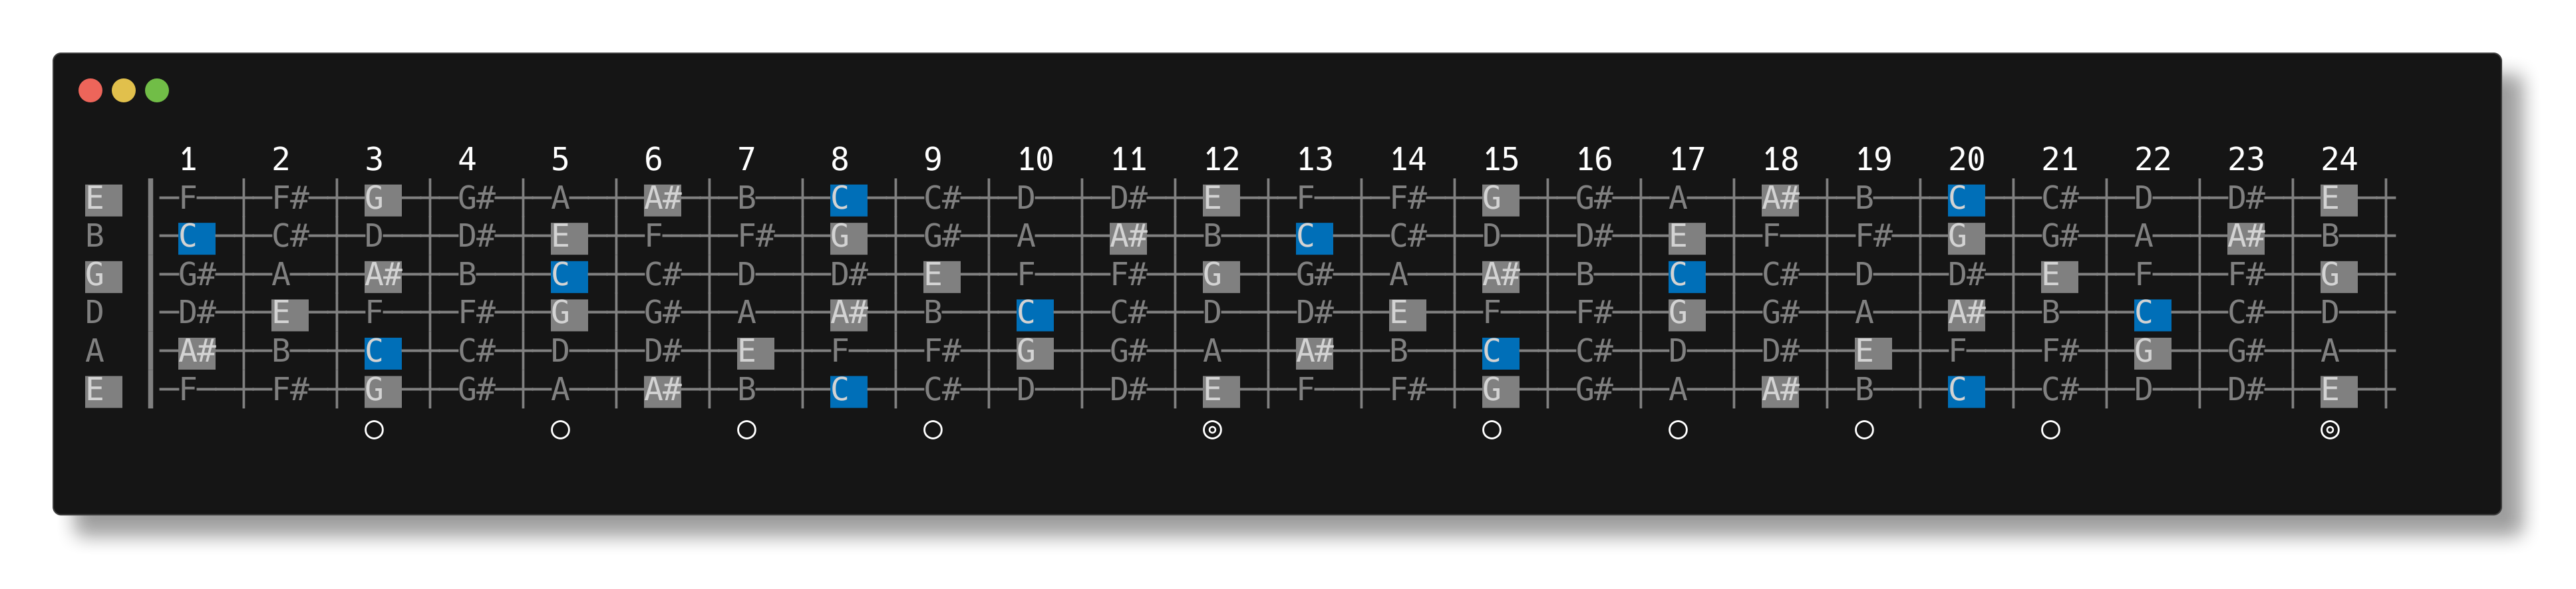 1 2 3 4 5 6 7 8 9 10 11 12 13 14 15 16 17 18 19 20 21 22 23 24
E F F# G G# A A# B C C# D D# E F F# G G# A A# B C C# D D# E
B C C# D D# E F F# G G# A A# B C C# D D# E F F# G G# A A# B
G G# A A# B C C# D D# E F F# G G# A A# B C C# D D# E F F# G
D D# E F F# G G# A A# B C C# D D# E F F# G G# A A# B C C# D
A A# B C C# D D# E F F# G G# A A# B C C# D D# E F F# G G# A
E F F# G G# A A# B C C# D D# E F F# G G# A A# B C C# D D# E